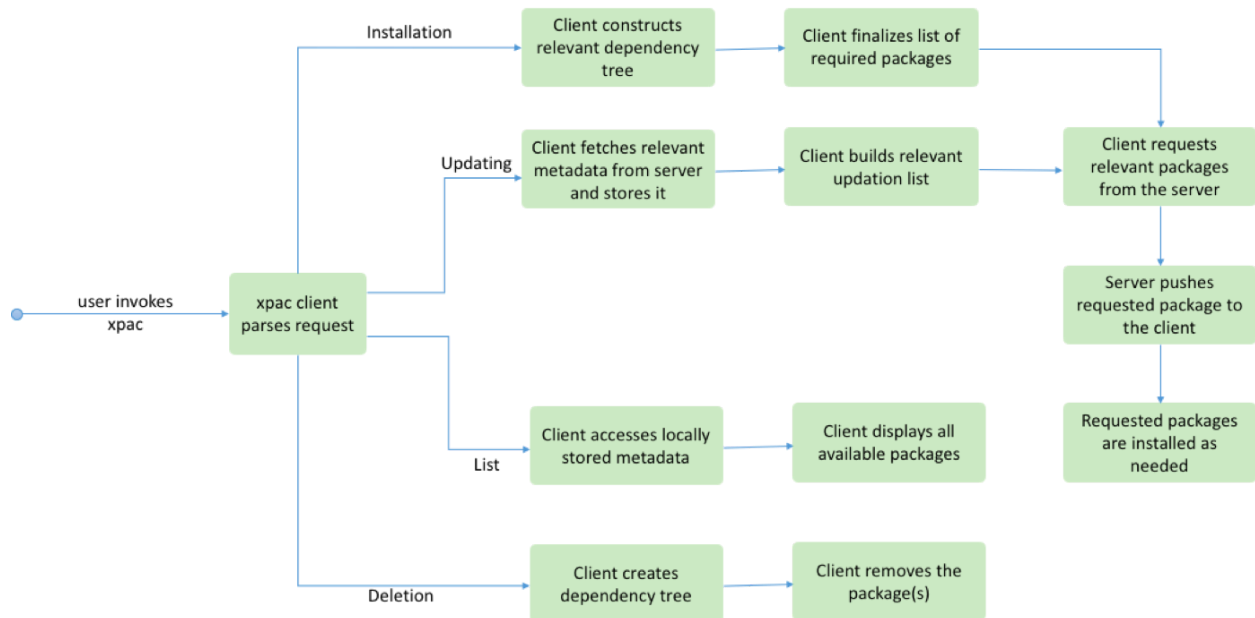 Installation
Client constructs
relevant dependency
tree
Client finalizes list of
required packages
Updating
Client fetches relevant
metadata from server
and stores it
Client builds relevant
updation list
Client requests
relevant packages
from the server
user invokes
xpac
xpac client
parses request
Server pushes
requested package to
the client
List
Client accesses locally
stored metadata
Client displays all
available packages
Requested packages
are installed as
needed
Deletion
Client creates
dependency tree
Client removes the
package(s)